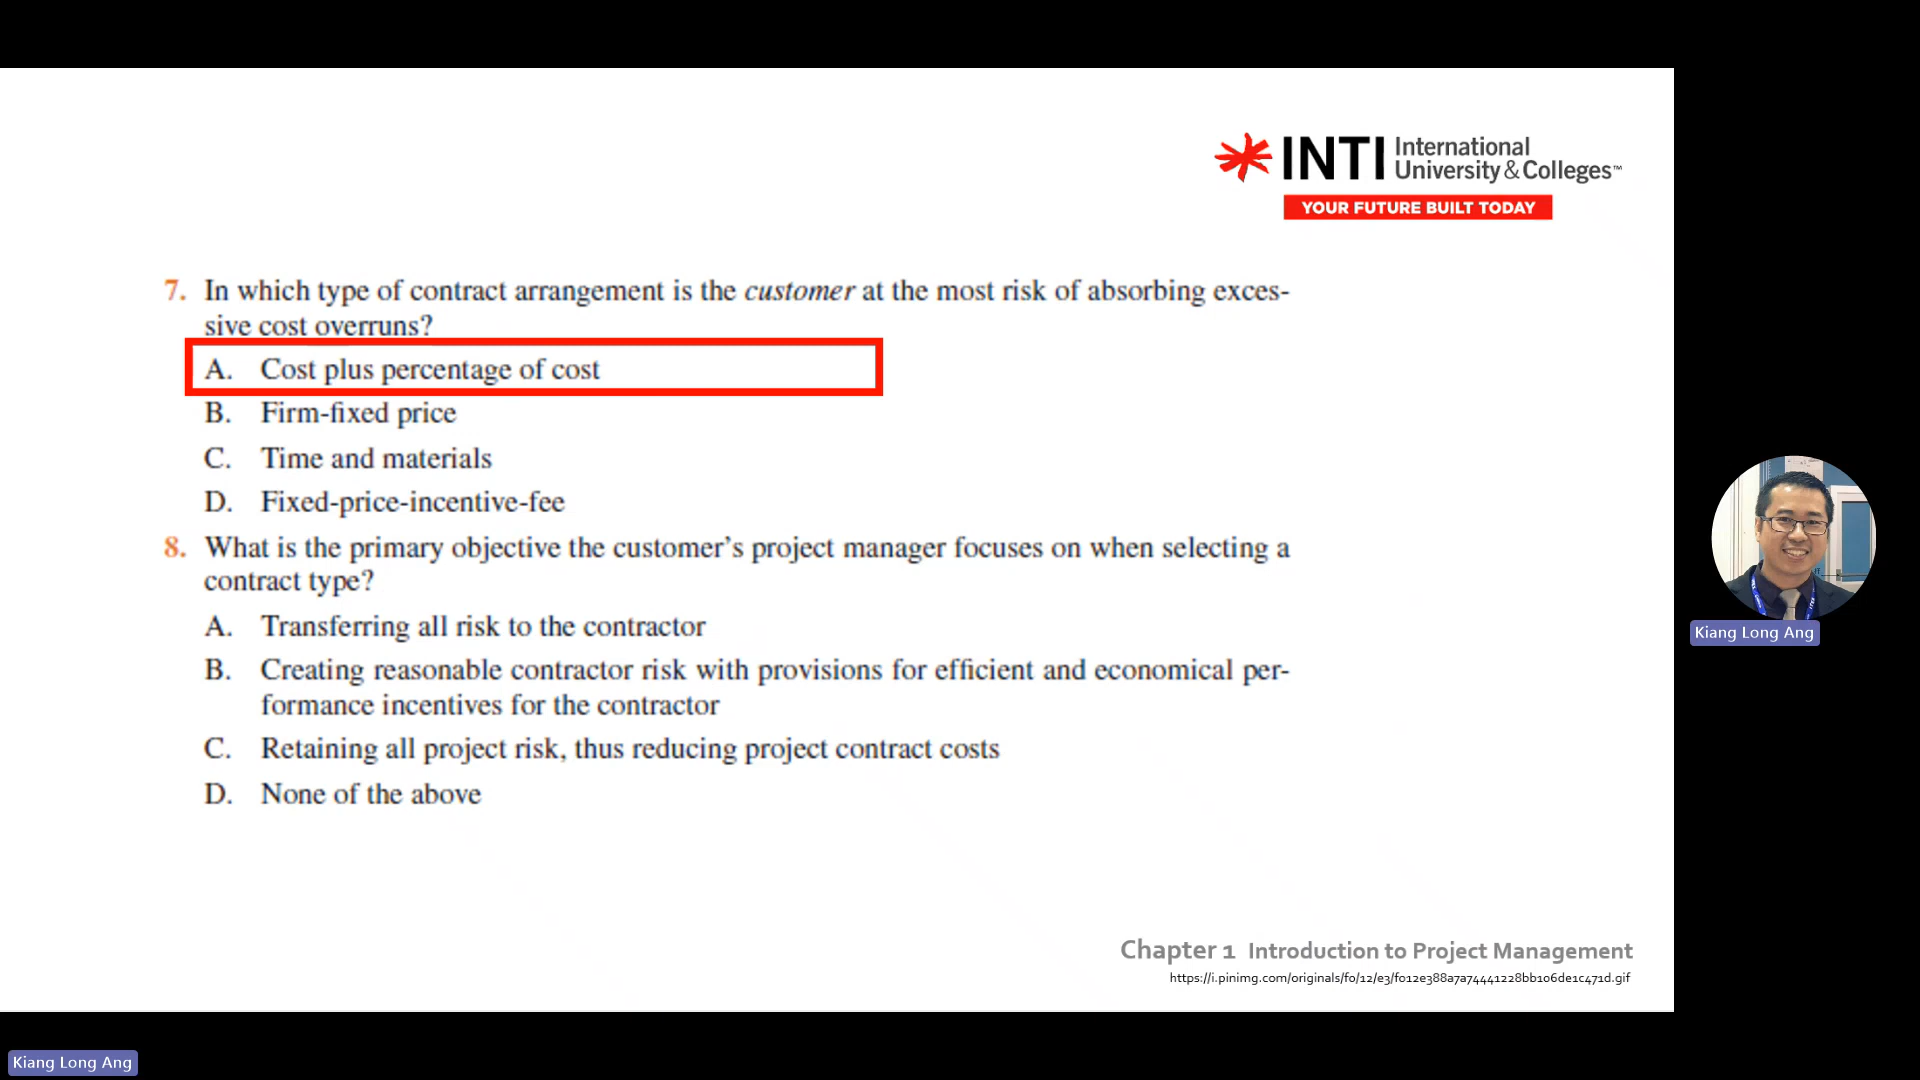 INTI International
University & Colleges™
YOUR FUTURE BUILT TODAY
7. In which type of contract arrangement is the customer at the most risk of absorbing exces-
sive cost overruns?
A. Cost plus percentage of cost
B. Firm-fixed price
C. Time and materials
D. Fixed-price-incentive-fee
8. What is the primary objective the customer's project manager focuses on when selecting a
contract type?
A. Transferring all risk to the contractor
B. Creating reasonable contractor risk with provisions for efficient and economical per-
formance incentives for the contractor
C. Retaining all project risk, thus reducing project contract costs
D. None of the above
Kiang Long Ang
Chapter 1 Introduction to Project Management
https://i.pinimg.com/originals/f0/12/e3/f012e388a7a74441228bb106de1c471d.gif
Kiang Long Ang